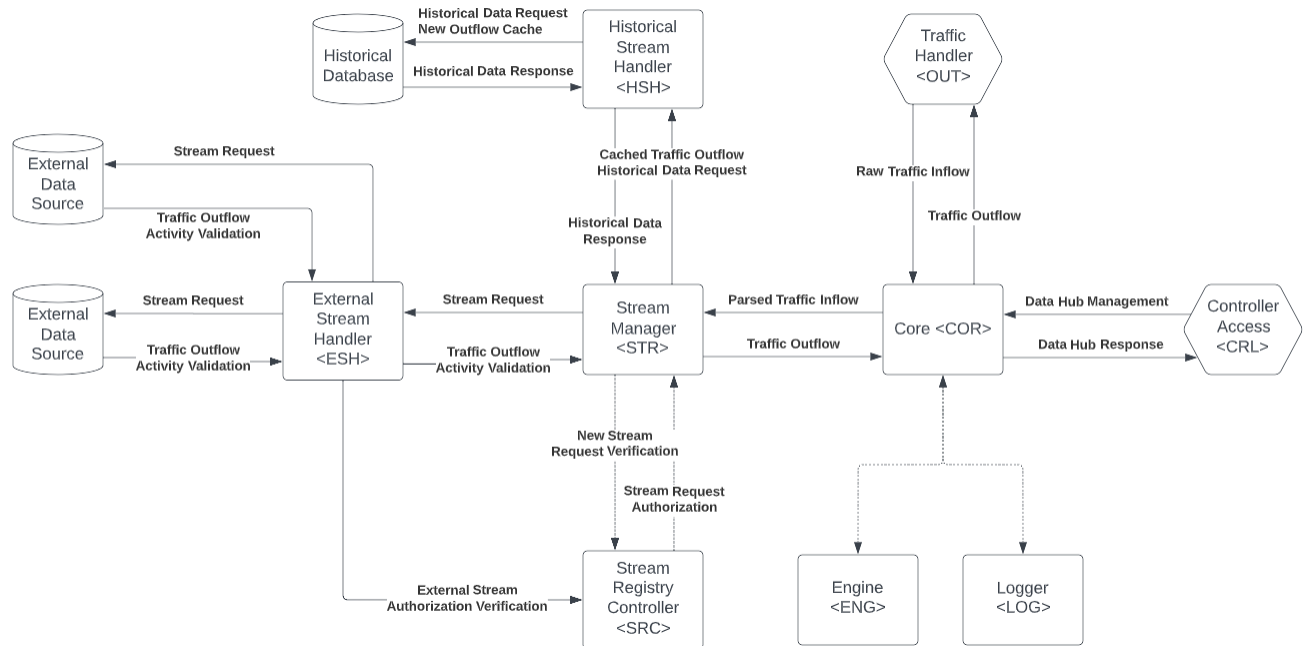 Historical Data Request
New Outflow Cache
Historical
Database
Historical Data Response
Historical
Stream
Handler
<HSH>
Traffic
Handler
<OUT>
External
Data
Source
Stream Request
Traffic Outflow
Activity Validation
Cached Traffic Outflow
Historical Data Request
Historical Data
Response
Raw Traffic Inflow
Traffic Outflow
External
Data
Source
Stream Request
Traffic Outflow
Activity Validation
External
Stream
Handler
<ESH>
Stream Request
Traffic Outflow
Activity Validation
Stream
Manager
<STR>
Parsed Traffic Inflow
Traffic Outflow
Core <COR>
Data Hub Management
Data Hub Response
Controller
Access
<CRL>
New Stream
Request Verification
Stream Request
Authorization
External Stream
Authorization Verification
Stream
Registry
Controller
<SRC>
Engine
<ENG>
Logger
<LOG>